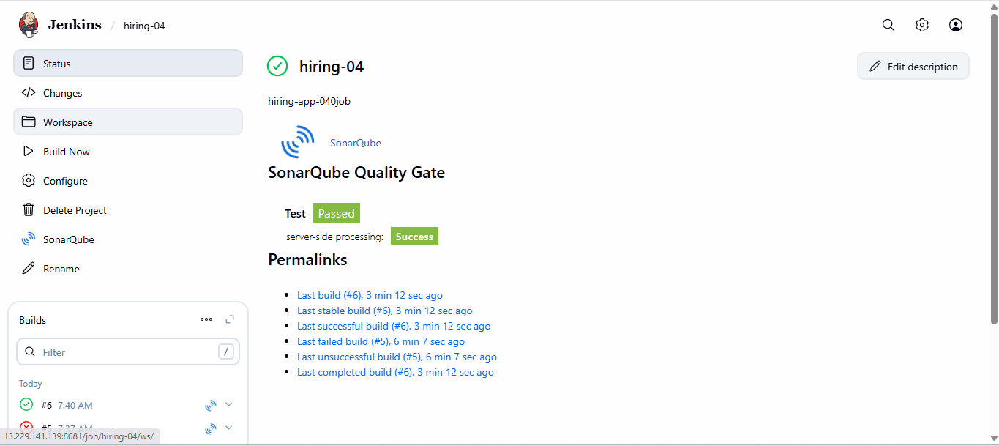 Jenkins / hiring-04
Status
Changes
Workspace
Build Now
Configure
Delete Project
SonarQube
Rename
Builds
Filter /
Today
#6 7:40 AM
#5 7:37 AM
13.229.141.139:8081/job/hiring-04/ws/
hiring-04
Edit description
hiring-app-040job
SonarQube
SonarQube Quality Gate
Test Passed
server-side processing: Success
Permalinks
Last build (#6), 3 min 12 sec ago
Last stable build (#6), 3 min 12 sec ago
Last successful build (#6), 3 min 12 sec ago
Last failed build (#5), 6 min 7 sec ago
Last unsuccessful build (#5), 6 min 7 sec ago
Last completed build (#6), 3 min 12 sec ago